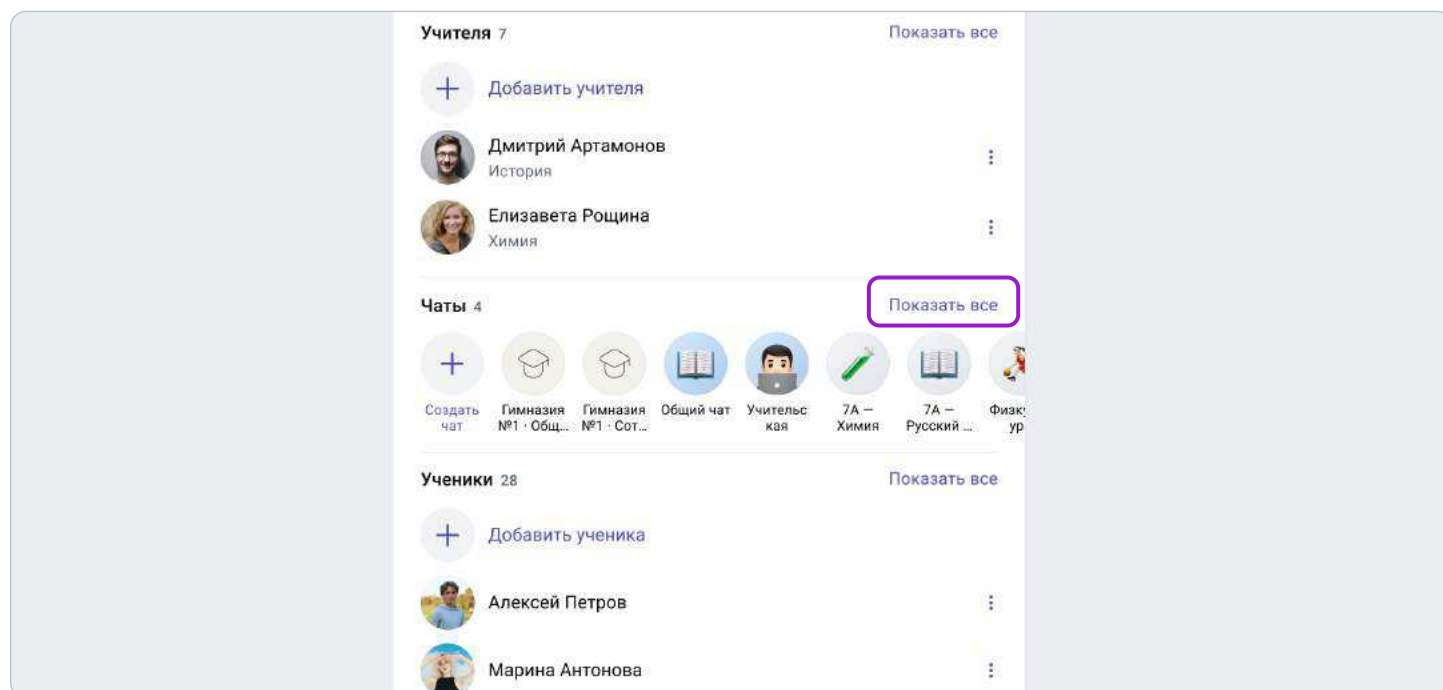 Учителя 7
Показать все
Добавить учителя
Дмитрий Артамонов
История
Елизавета Рощина
Химия
Чаты 4
Показать все
Создать чат
Гимназия №1 · Общ...
Гимназия №1 · Сот...
Общий чат
Учительс
кая
7А —
Химия
7А —
Русский ...
Ученики 28
Показать все
Добавить ученика
Алексей Петров
Марина Антонова